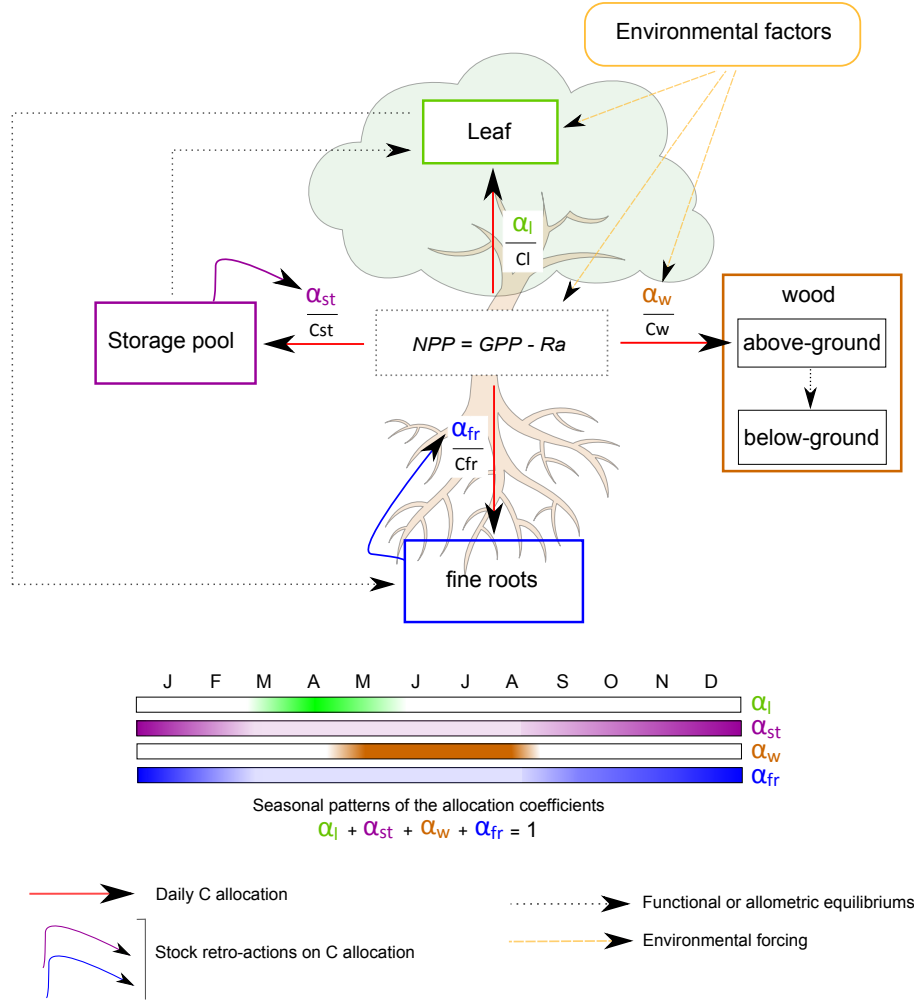 Environmental factors
Leaf
αl
Cl
αst
Cst
αw
Cw
wood
Storage pool
NPP = GPP - Ra
above-ground
αfr
Cfr
below-ground
fine roots
J F M A M J J A S O N D
αl
αst
αw
αfr
Seasonal patterns of the allocation coefficients
αl + αst + αw + αfr = 1
Daily C allocation
Functional or allometric equilibriums
Stock retro-actions on C allocation
Environmental forcing